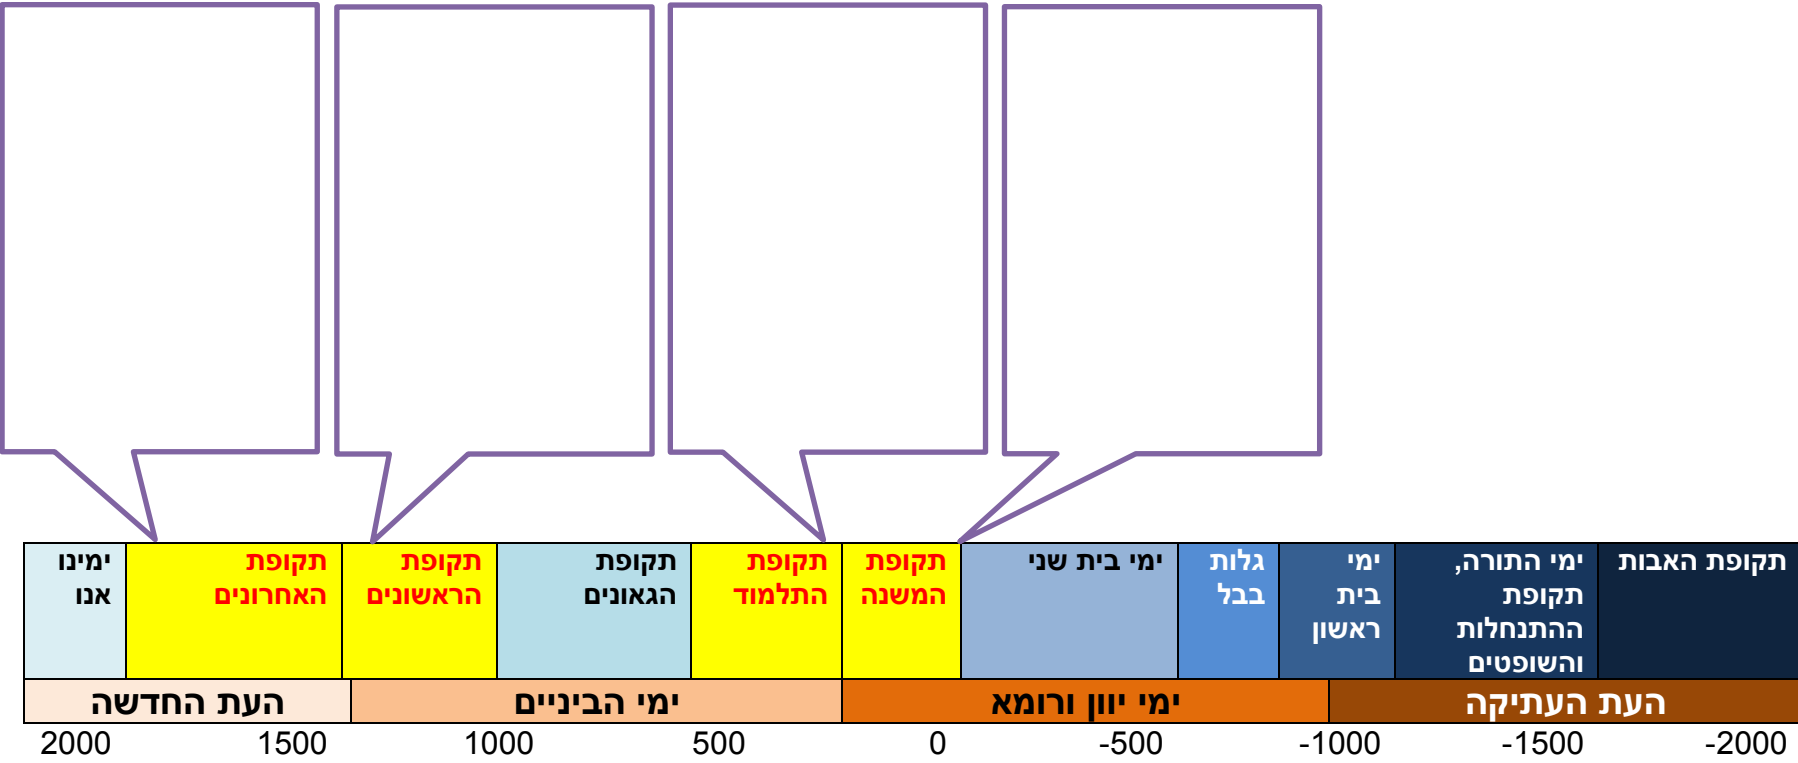 תקופת האבות
ימי התורה,
תקופת
ההתנחלות
והשופטים
ימי
בית
ראשון
גלות
בבל
ימי בית שני
תקופת
המשנה
תקופת
התלמוד
תקופת
הגאונים
תקופת
הראשונים
תקופת
האחרונים
ימינו
אנו
העת העתיקה
ימי יוון ורומא
ימי הביניים
העת החדשה
-2000
-1500
-1000
-500
0
500
1000
1500
2000